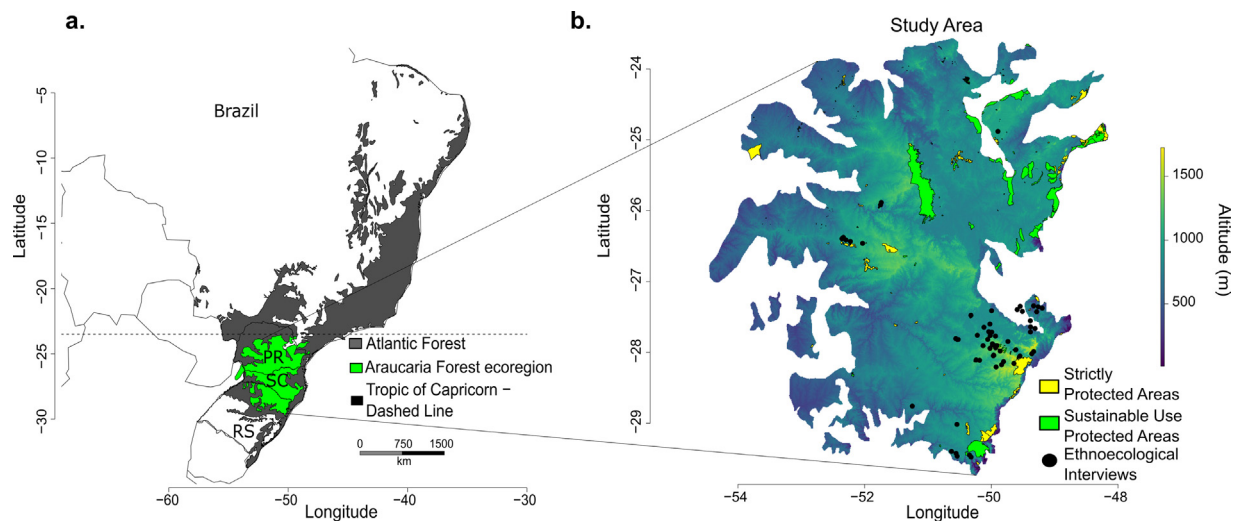 a.
b.
Study Area
Brazil
−5
−10
−15
−20
−25
−30
Latitude
PR
SC
RS
Atlantic Forest
Araucaria Forest ecoregion
Tropic of Capricorn −
Dashed Line
0 750 1500
km
−60 −50 −40 −30
Longitude
−24
−25
−26
−27
−28
−29
Latitude
−54 −52 −50 −48
Longitude
1500
1000
500
Altitude (m)
Strictly
Protected Areas
Sustainable Use
Protected Areas
Ethnoecological
Interviews